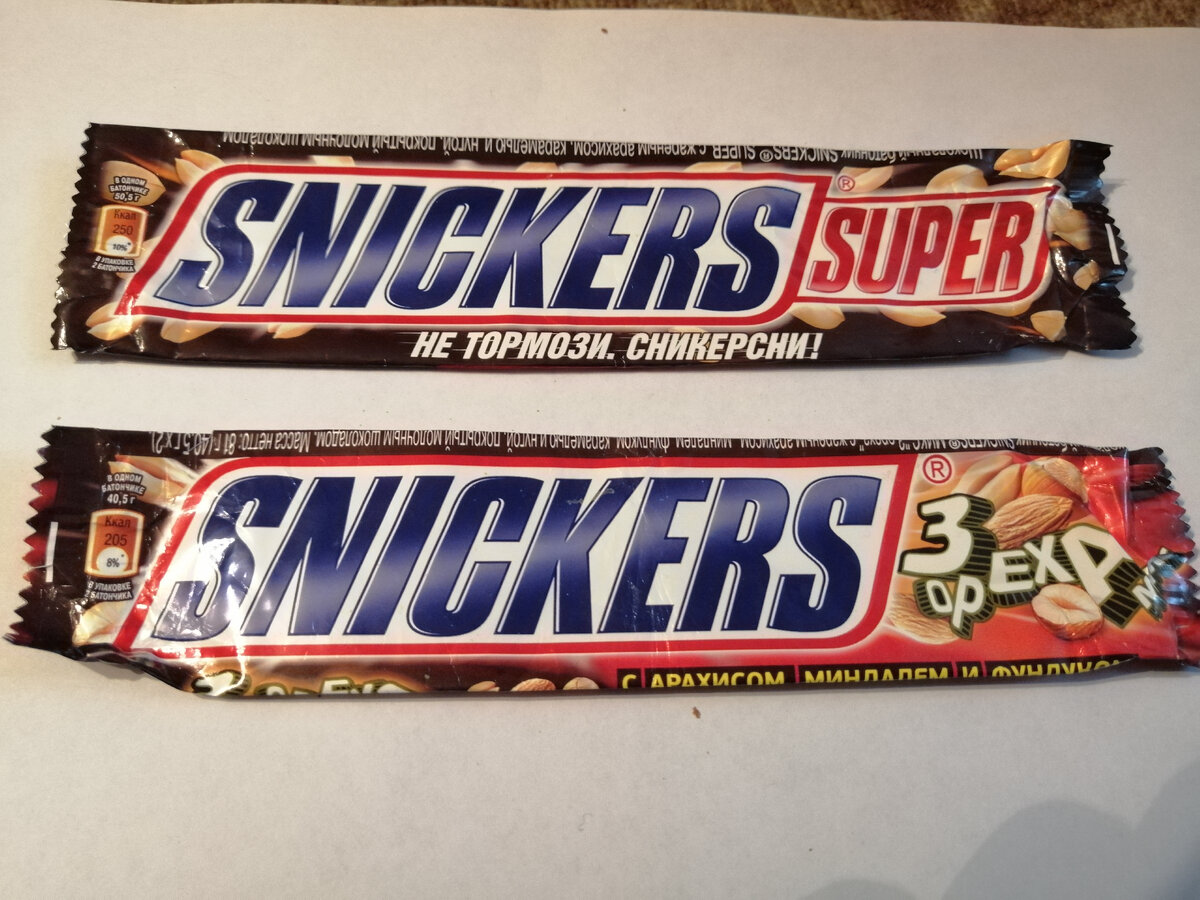 Шоколадный батончик SNICKERS® SUPER с жареным арахисом, карамелью и нугой, покрытый молочным шоколадом
В ОДНОМ
БАТОНЧИКЕ
50,5 г
Ккал
250
10%*
В УПАКОВКЕ
2 БАТОНЧИКА
SNICKERS®
SUPER
НЕ ТОРМОЗИ. СНИКЕРСНИ!
SNICKERS® МИКС "3 ореха" с жареным арахисом, миндалем, фундуком, карамелью и нугой, покрытый молочным шоколадом. Масса нетто: 81 г (40,5 г x 2)
В ОДНОМ
БАТОНЧИКЕ
40,5 г
Ккал
205
8%*
В УПАКОВКЕ
2 БАТОНЧИКА
SNICKERS®
3
ОРЕХА
С АРАХИСОМ, МИНДАЛЕМ И ФУНДУКОМ